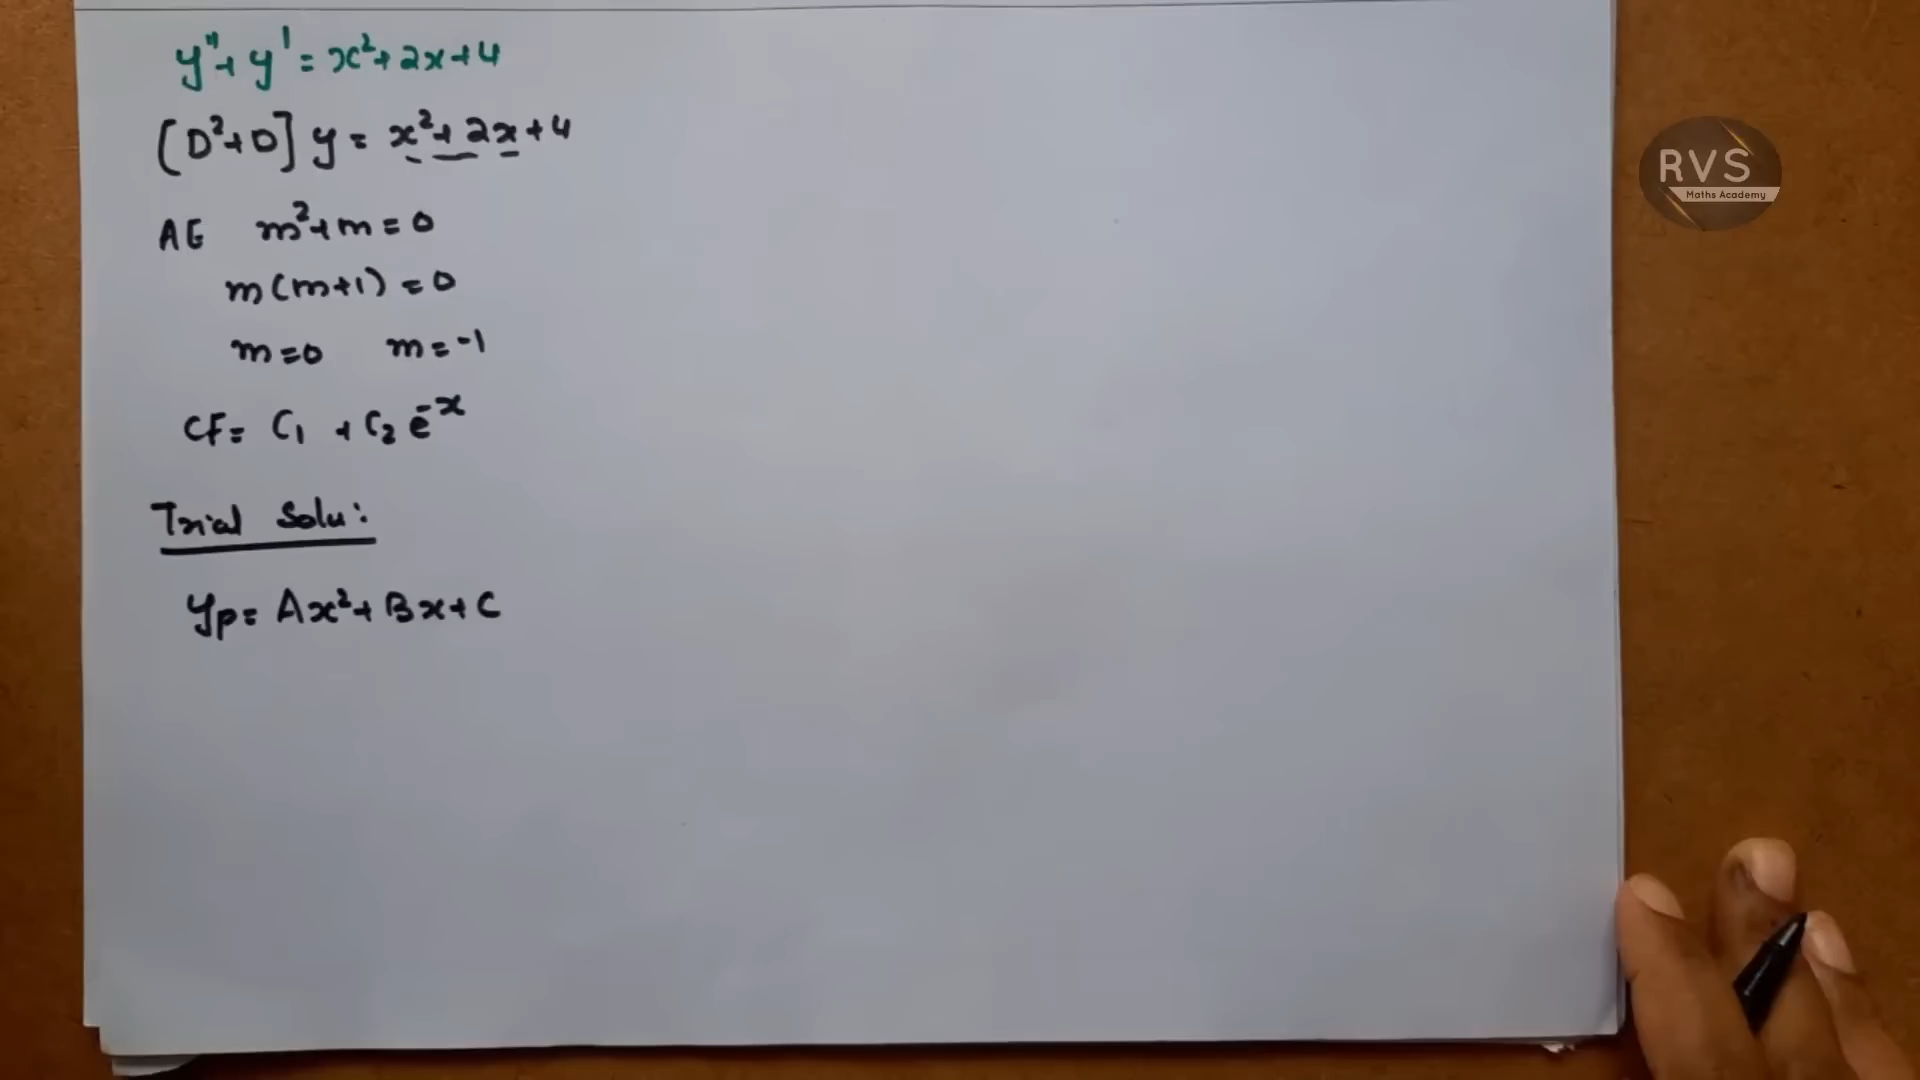 y''+ y' = x²+2x+4
[D²+D] y = x²+2x+4
AE m²+m=0
m(m+1) = 0
m=0 m=-1
CF= C₁ + C₂ e⁻ˣ
Trial Solu:
yp= Ax²+Bx+C
RVS
Maths Academy